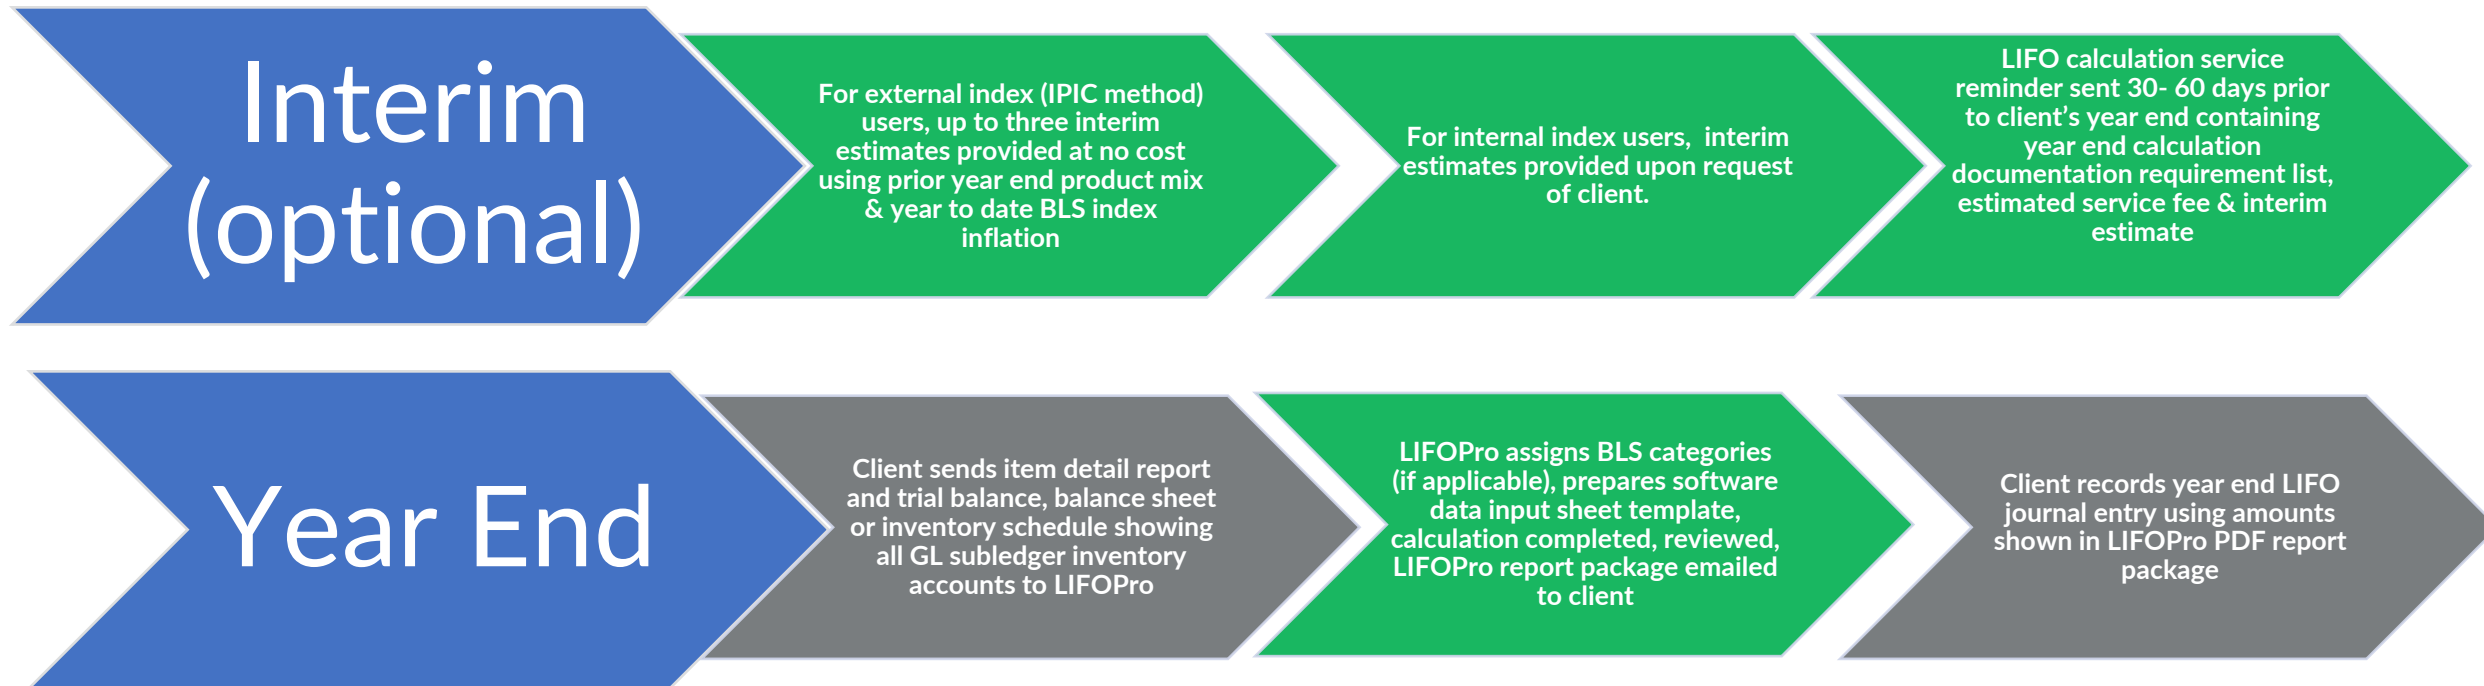 Interim
(optional)
For external index (IPIC method)
users, up to three interim
estimates provided at no cost
using prior year end product mix
& year to date BLS index
inflation
For internal index users,  interim
estimates provided upon request
of client.
LIFO calculation service
reminder sent 30- 60 days prior
to client’s year end containing
year end calculation
documentation requirement list,
estimated service fee & interim
estimate
Year End
Client sends item detail report
and trial balance, balance sheet
or inventory schedule showing
all GL subledger inventory
accounts to LIFOPro
LIFOPro assigns BLS categories
(if applicable), prepares software
data input sheet template,
calculation completed, reviewed,
LIFOPro report package emailed
to client
Client records year end LIFO
journal entry using amounts
shown in LIFOPro PDF report
package